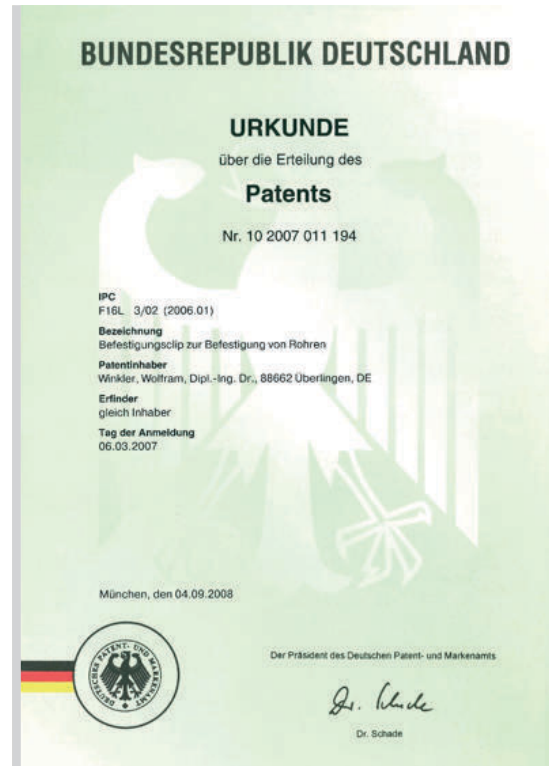 BUNDESREPUBLIK DEUTSCHLAND
URKUNDE
über die Erteilung des
Patents
Nr. 10 2007 011 194
IPC
F16L 3/02 (2006.01)
Bezeichnung
Befestigungsclip zur Befestigung von Rohren
Patentinhaber
Winkler, Wolfram, Dipl.-Ing. Dr., 88662 Überlingen, DE
Erfinder
gleich Inhaber
Tag der Anmeldung
06.03.2007
München, den 04.09.2008
DEUTSCHES PATENT- UND MARKENAMT
Der Präsident des Deutschen Patent- und Markenamts
Dr. Schade
Dr. Schade